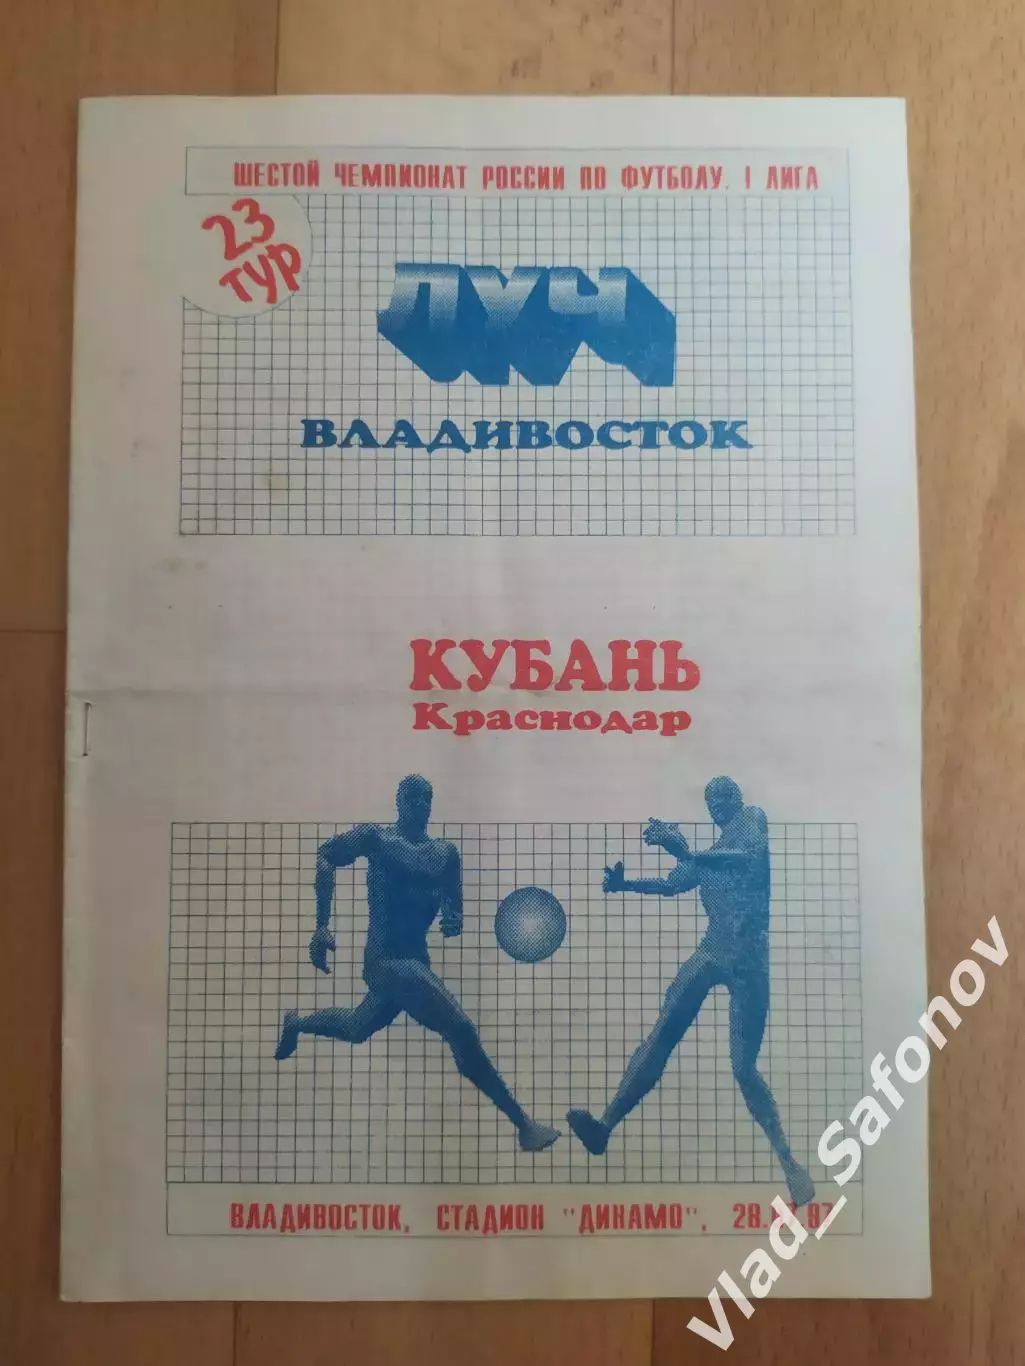 ШЕСТОЙ ЧЕМПИОНАТ РОССИИ ПО ФУТБОЛУ. I ЛИГА
23
ТУР
ЛУЧ
ВЛАДИВОСТОК
КУБАНЬ
Краснодар
ВЛАДИВОСТОК, СТАДИОН "ДИНАМО",
Vlad_Safonov